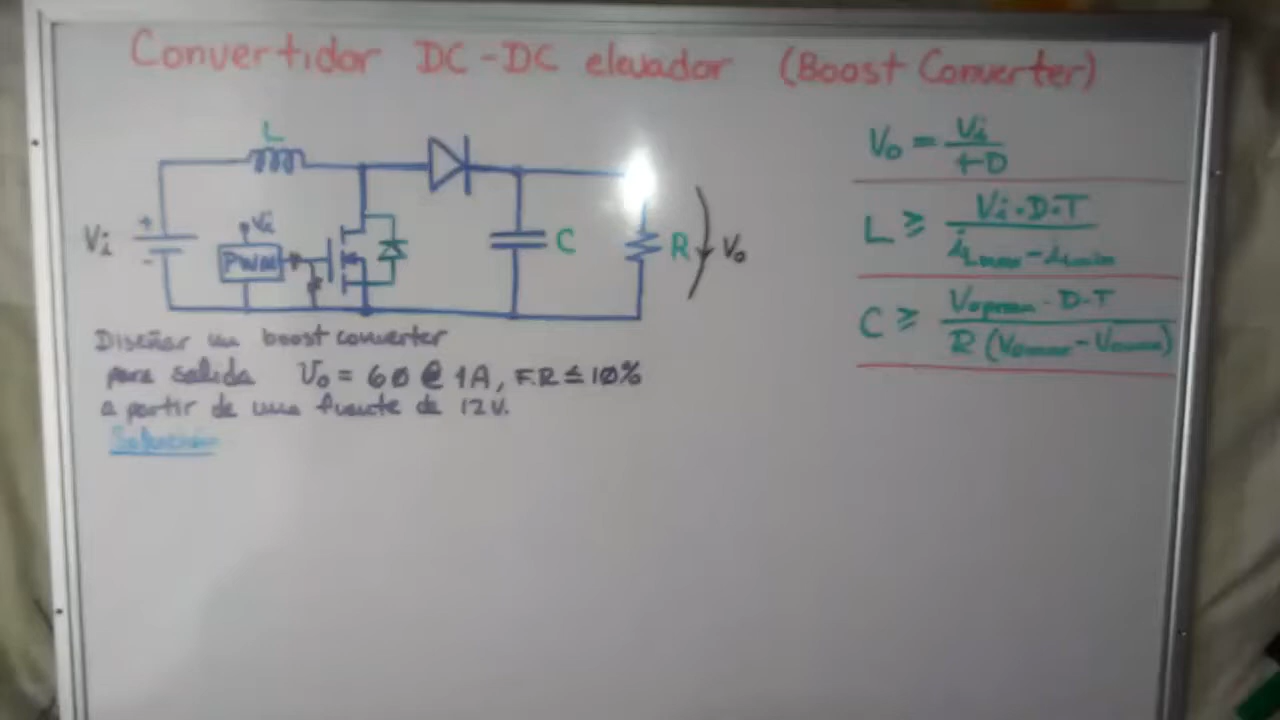 Convertidor DC-DC elevador (Boost Converter)
L
Vi
+
-
Vi
PWM
C
R
Vo
Vo = Vi / 1-D
L ≥ Vi·D·T / iLmax - iLmin
C ≥ Voprom·D·T / R(Vomax - Vomin)
Diseñar un boost converter
para salida Vo = 60 @ 1A, F.R ≤ 10%
a partir de una fuente de 12V.
Solución